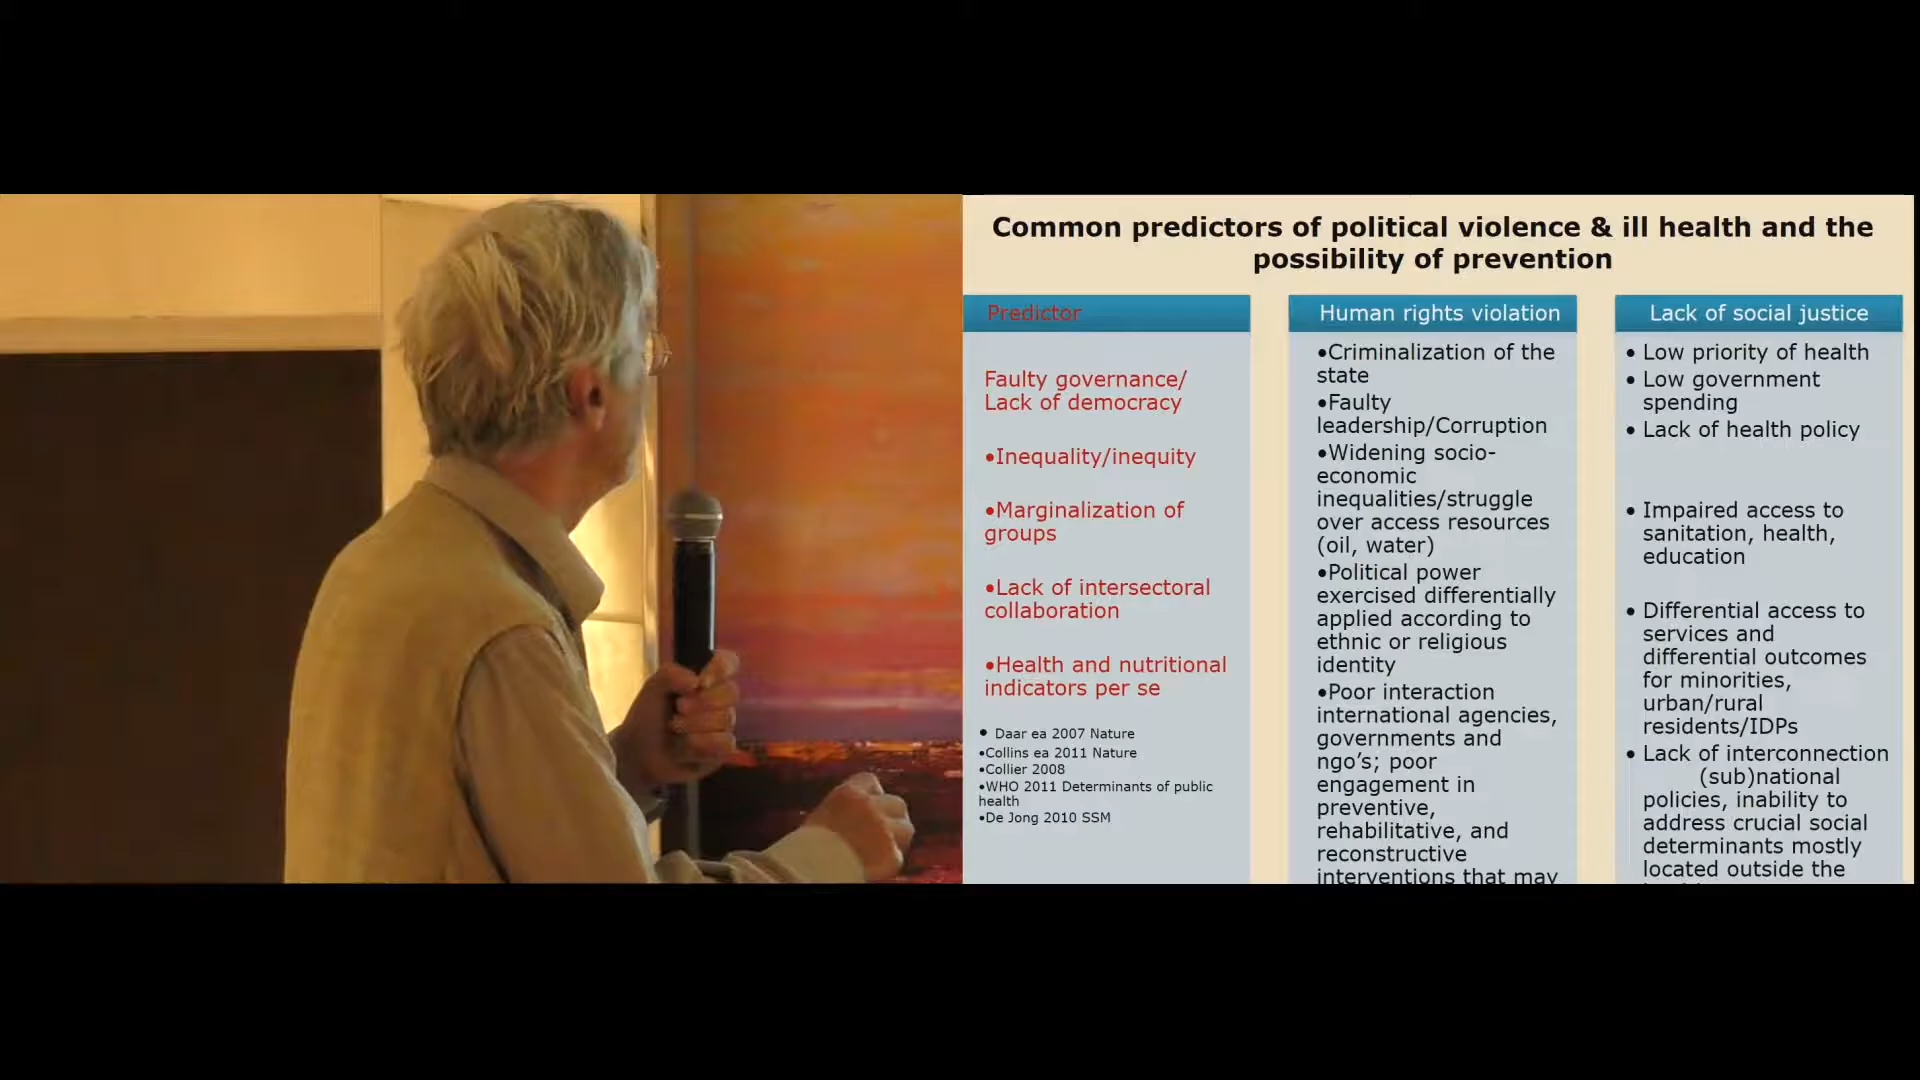 Common predictors of political violence & ill health and the
possibility of prevention
Predictor
Faulty governance/
Lack of democracy
•Inequality/inequity
•Marginalization of
groups
•Lack of intersectoral
collaboration
•Health and nutritional
indicators per se
• Daar ea 2007 Nature
•Collins ea 2011 Nature
•Collier 2008
•WHO 2011 Determinants of public
health
•De Jong 2010 SSM
Human rights violation
•Criminalization of the
state
•Faulty
leadership/Corruption
•Widening socio-
economic
inequalities/struggle
over access resources
(oil, water)
•Political power
exercised differentially
applied according to
ethnic or religious
identity
•Poor interaction
international agencies,
governments and
ngo’s; poor
engagement in
preventive,
rehabilitative, and
reconstructive
interventions that may
Lack of social justice
• Low priority of health
• Low government
spending
• Lack of health policy
• Impaired access to
sanitation, health,
education
• Differential access to
services and
differential outcomes
for minorities,
urban/rural
residents/IDPs
• Lack of interconnection
(sub)national
policies, inability to
address crucial social
determinants mostly
located outside the